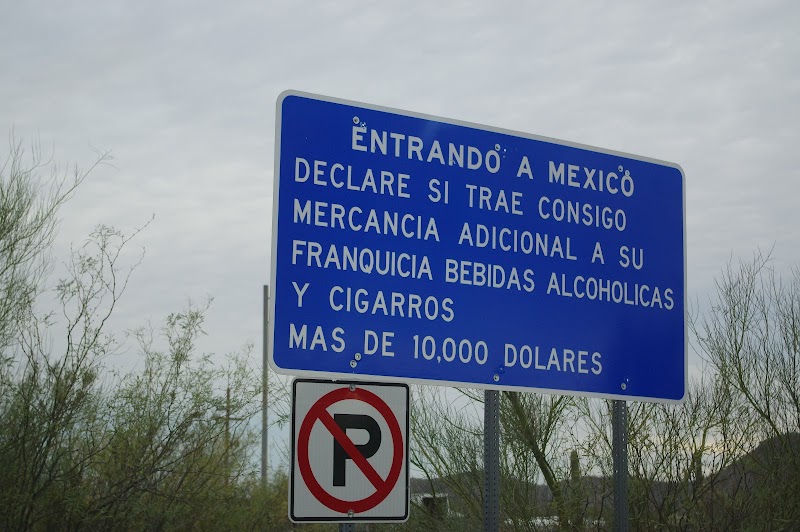 ENTRANDO A MEXICO
DECLARE SI TRAE CONSIGO
MERCANCIA ADICIONAL A SU
FRANQUICIA BEBIDAS ALCOHOLICAS
Y CIGARROS
MAS DE 10,000 DOLARES
P